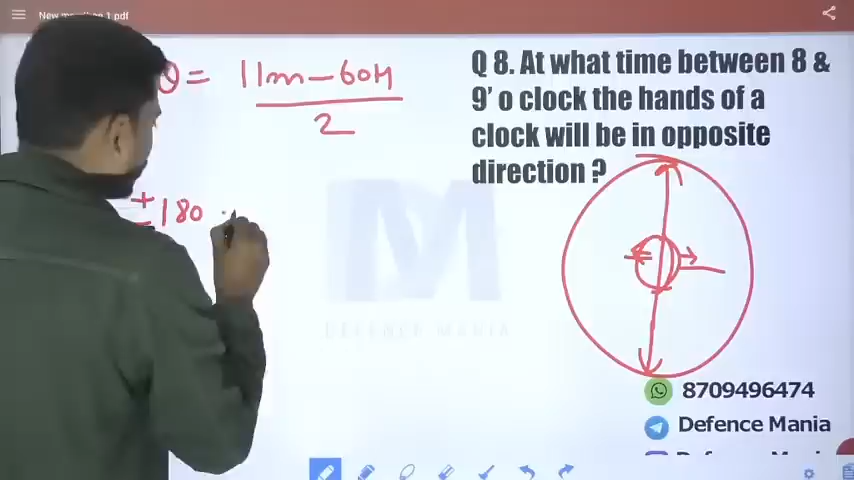 New 1.pdf
θ = 11m - 60H
2
± 180
Q 8. At what time between 8 &
9' o clock the hands of a
clock will be in opposite
direction ?
DM
DEFENCE MANIA
8709496474
Defence Mania